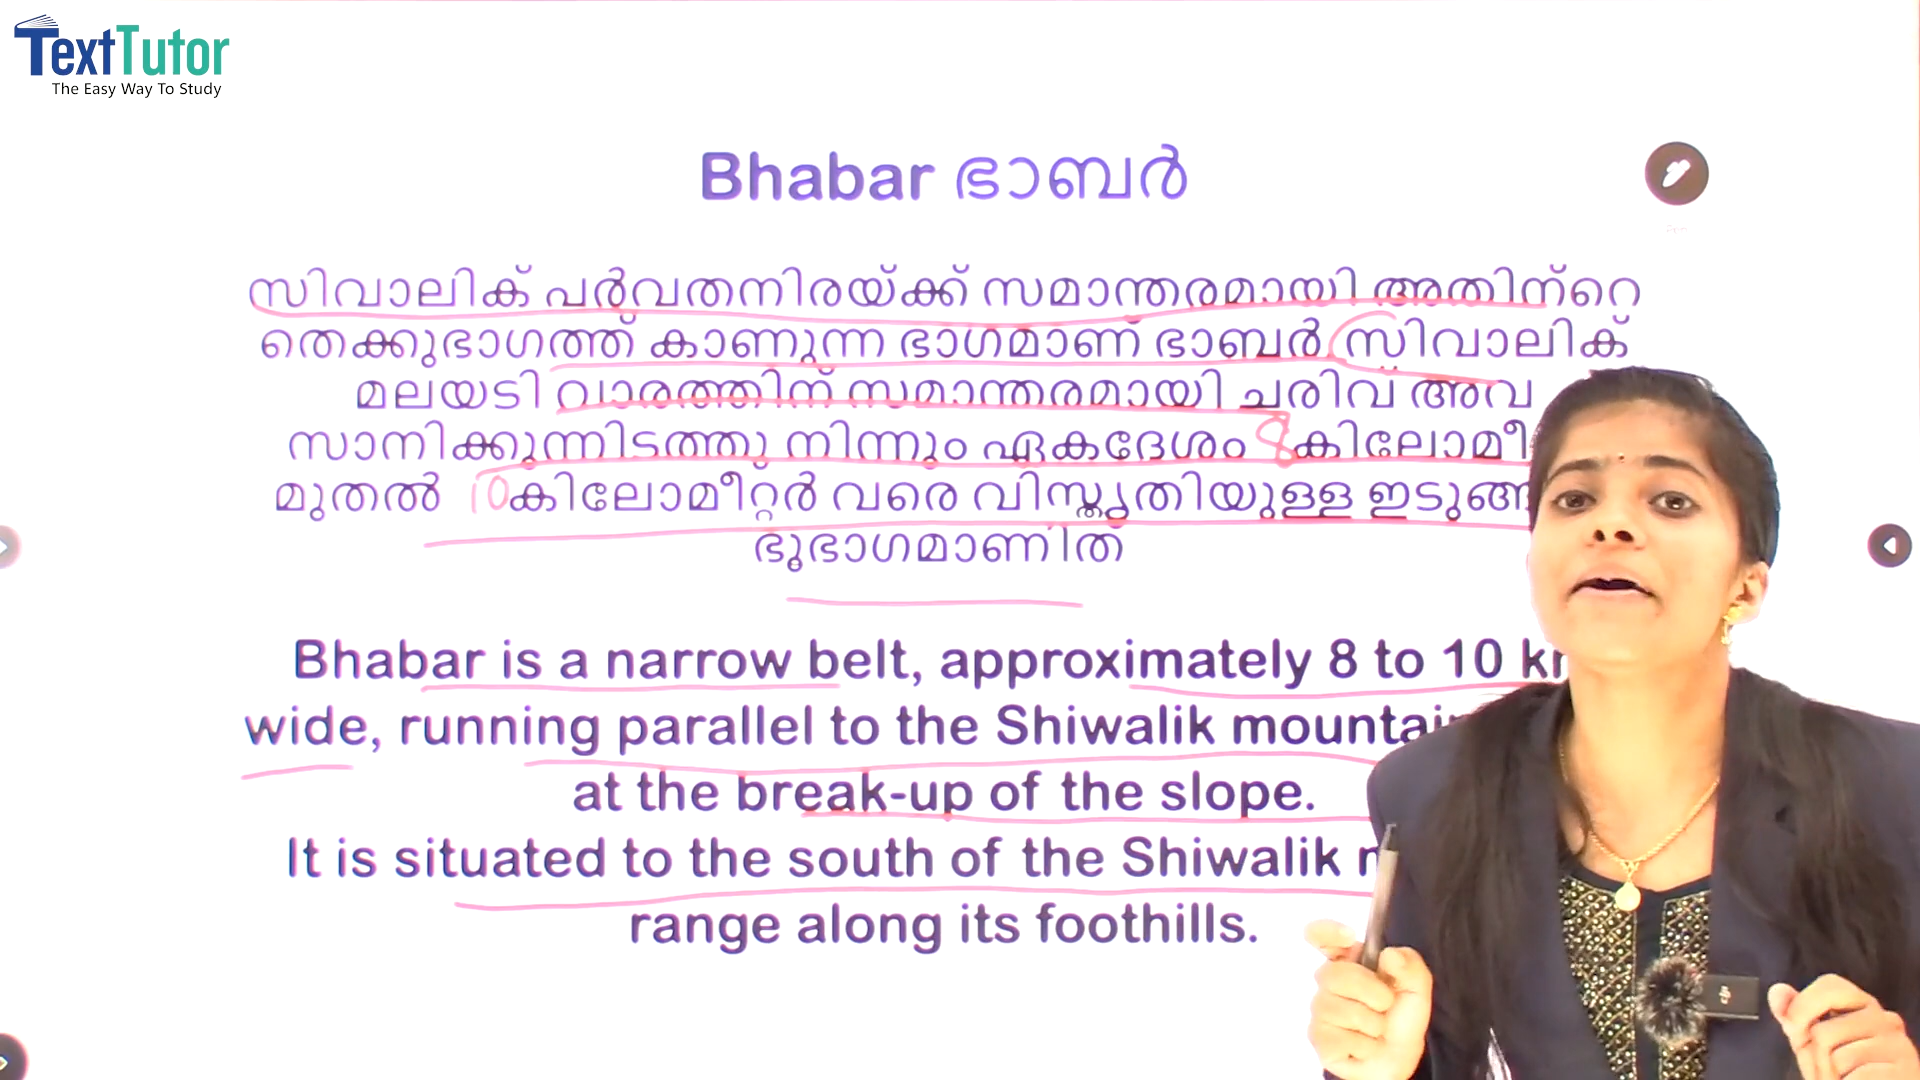 TextTutor
The Easy Way To Study
Bhabar ഭാബർ
സിവാലിക് പർവതനിരയ്ക്ക് സമാന്തരമായി അതിന്റെ
തെക്കുഭാഗത്ത് കാണുന്ന ഭാഗമാണ് ഭാബർ. സിവാലിക്
മലയടി വാരത്തിന് സമാന്തരമായി ചരിവ് അവ
സാനിക്കുന്നിടത്തു നിന്നും ഏകദേശം 8 കിലോമീ
മുതൽ 10 കിലോമീറ്റർ വരെ വിസ്തൃതിയുള്ള ഇടുങ്ങ
ഭൂഭാഗമാണിത്
Bhabar is a narrow belt, approximately 8 to 10
wide, running parallel to the Shiwalik
at the break-up of the slope.
It is situated to the south of the Shiwalik
range along its foothills.